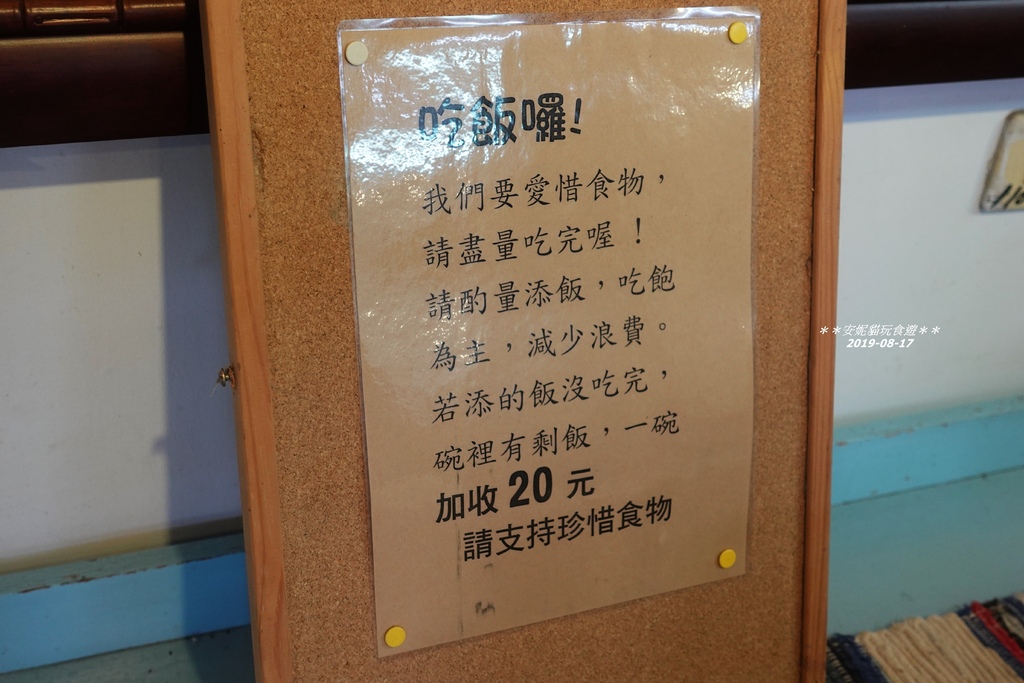 吃飯囉!
我們要愛惜食物，
請盡量吃完喔！
請酌量添飯，吃飽
為主，減少浪費。
若添的飯沒吃完，
碗裡有剩飯，一碗
加收 20 元
請支持珍惜食物
＊＊安妮貓玩食遊＊＊
2019-08-17